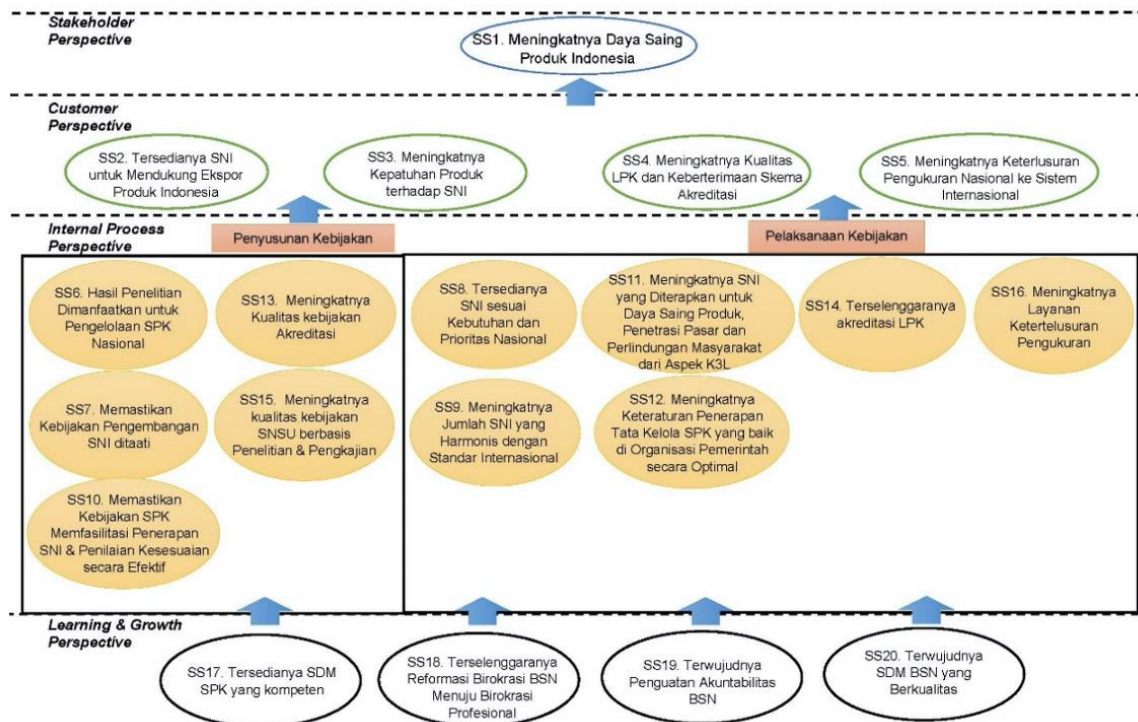 Stakeholder
Perspective
SS1. Meningkatnya Daya Saing
Produk Indonesia
Customer
Perspective
SS2. Tersedianya SNI
untuk Mendukung Ekspor
Produk Indonesia
SS3. Meningkatnya
Kepatuhan Produk
terhadap SNI
SS4. Meningkatnya Kualitas
LPK dan Keberterimaan Skema
Akreditasi
SS5. Meningkatnya Keterlusuran
Pengukuran Nasional ke Sistem
Internasional
Internal Process
Perspective
Penyusunan Kebijakan
Pelaksanaan Kebijakan
SS6. Hasil Penelitian
Dimanfaatkan untuk
Pengelolaan SPK
Nasional
SS13. Meningkatnya
Kualitas kebijakan
Akreditasi
SS8. Tersedianya
SNI sesuai
Kebutuhan dan
Prioritas Nasional
SS11. Meningkatnya SNI
yang Diterapkan untuk
Daya Saing Produk,
Penetrasi Pasar dan
Perlindungan Masyarakat
dari Aspek K3L
SS14. Terselenggaranya
akreditasi LPK
SS16. Meningkatnya
Layanan
Ketertelusuran
Pengukuran
SS7. Memastikan
Kebijakan Pengembangan
SNI ditaati
SS15. Meningkatnya
kualitas kebijakan
SNSU berbasis
Penelitian & Pengkajian
SS9. Meningkatnya
Jumlah SNI yang
Harmonis dengan
Standar Internasional
SS12. Meningkatnya
Keteraturan Penerapan
Tata Kelola SPK yang baik
di Organisasi Pemerintah
secara Optimal
SS10. Memastikan
Kebijakan SPK
Memfasilitasi Penerapan
SNI & Penilaian Kesesuaian
secara Efektif
Learning & Growth
Perspective
SS17. Tersedianya SDM
SPK yang kompeten
SS18. Terselenggaranya
Reformasi Birokrasi BSN
Menuju Birokrasi
Profesional
SS19. Terwujudnya
Penguatan Akuntabilitas
BSN
SS20. Terwujudnya
SDM BSN yang
Berkualitas